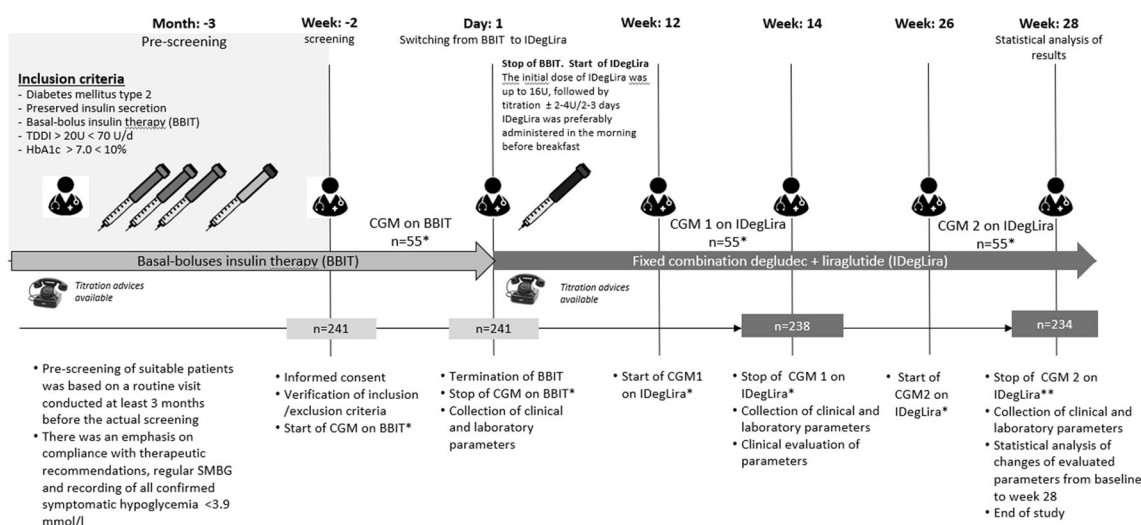 Month: -3
Pre-screening
Week: -2
screening
Day: 1
Switching from BBIT to IDegLira
Week: 12
Week: 14
Week: 26
Week: 28
Statistical analysis of
results
Inclusion criteria
- Diabetes mellitus type 2
- Preserved insulin secretion
- Basal-bolus insulin therapy (BBIT)
- TDDI > 20U < 70 U/d
- HbA1c > 7.0 < 10%
Stop of BBIT. Start of IDegLira
The initial dose of IDegLira was
up to 16U, followed by
titration ± 2-4U/2-3 days
IDegLira was preferably
administered in the morning
before breakfast
CGM on BBIT
n=55*
CGM 1 on IDegLira
n=55*
CGM 2 on IDegLira
n=55*
Basal-boluses insulin therapy (BBIT)
Fixed combination degludec + liraglutide (IDegLira)
Titration advices
available
Titration advices
available
n=241
n=241
n=238
n=234
• Pre-screening of suitable patients
was based on a routine visit
conducted at least 3 months
before the actual screening
• There was an emphasis on
compliance with therapeutic
recommendations, regular SMBG
and recording of all confirmed
symptomatic hypoglycemia <3.9
mmol/l
• Informed consent
• Verification of inclusion
/exclusion criteria
• Start of CGM on BBIT*
• Termination of BBIT
• Stop of CGM on BBIT*
• Collection of clinical
and laboratory
parameters
• Start of CGM1
on IDegLira*
• Stop of CGM 1 on
IDegLira*
• Collection of clinical and
laboratory parameters
• Clinical evaluation of
parameters
• Start of
CGM2 on
IDegLira*
• Stop of CGM 2 on
IDegLira**
• Collection of clinical and
laboratory parameters
• Statistical analysis of
changes of evaluated
parameters from baseline
to week 28
• End of study